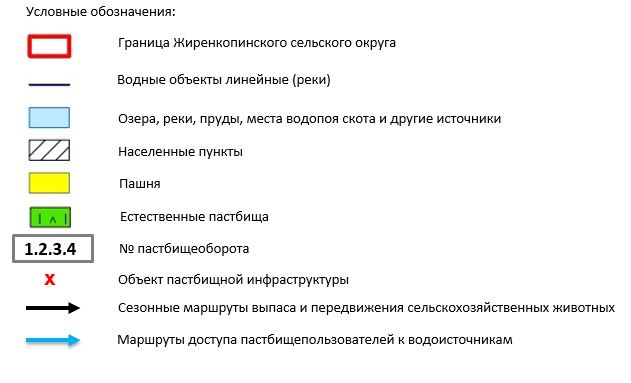 Условные обозначения:
Граница Жиренкопинского сельского округа
Водные объекты линейные (реки)
Озера, реки, пруды, места водопоя скота и другие источники
Населенные пункты
Пашня
Естественные пастбища
1.2.3.4 № пастбищеоборота
х Объект пастбищной инфраструктуры
Сезонные маршруты выпаса и передвижения сельскохозяйственных животных
Маршруты доступа пастбищепользователей к водоисточникам